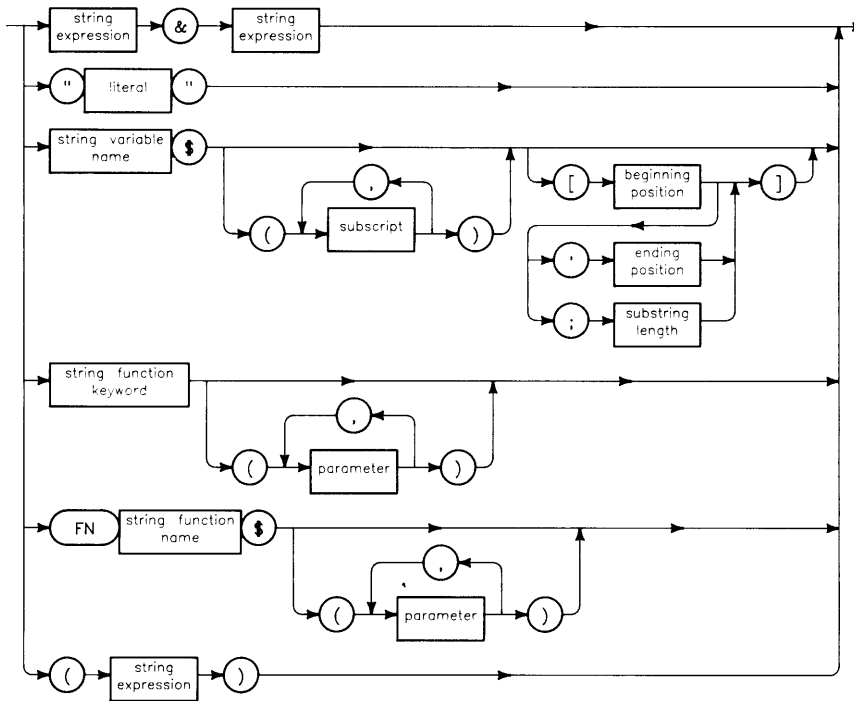 string expression & string expression
" literal "
string variable name $
,
( subscript )
[ beginning position ]
, ending position
; substring length
string function keyword
,
( parameter )
FN string function name $
,
( parameter )
( string expression )